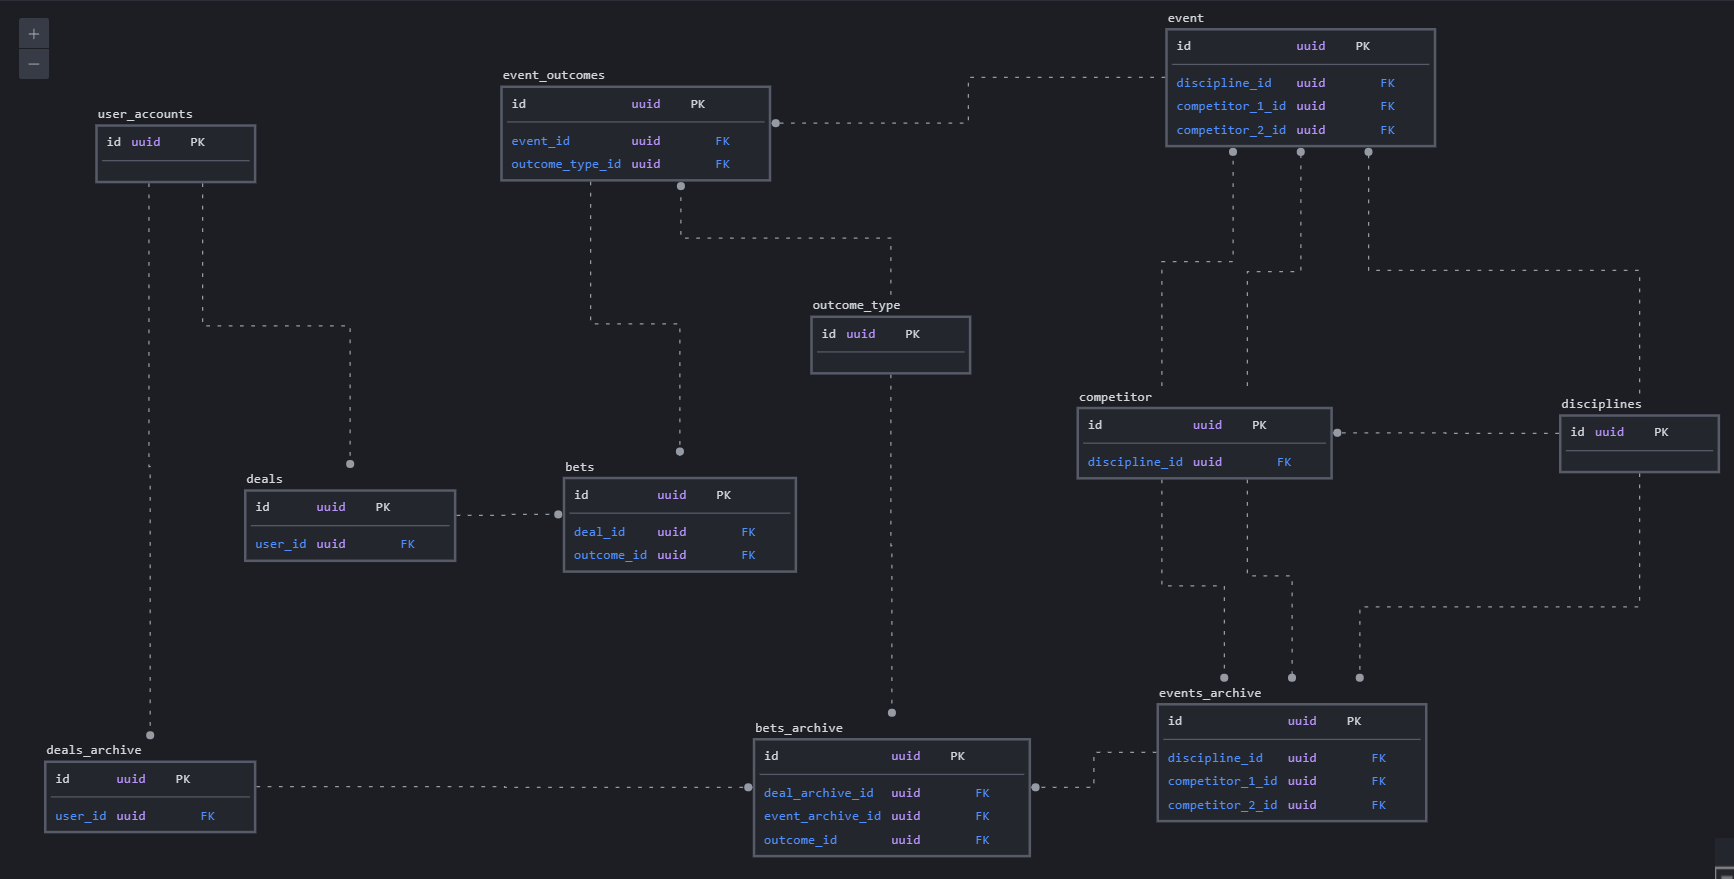 +
−
event
id uuid PK
discipline_id uuid FK
competitor_1_id uuid FK
competitor_2_id uuid FK
event_outcomes
id uuid PK
event_id uuid FK
outcome_type_id uuid FK
user_accounts
id uuid PK
outcome_type
id uuid PK
competitor
id uuid PK
discipline_id uuid FK
disciplines
id uuid PK
deals
id uuid PK
user_id uuid FK
bets
id uuid PK
deal_id uuid FK
outcome_id uuid FK
events_archive
id uuid PK
discipline_id uuid FK
competitor_1_id uuid FK
competitor_2_id uuid FK
bets_archive
id uuid PK
deal_archive_id uuid FK
event_archive_id uuid FK
outcome_id uuid FK
deals_archive
id uuid PK
user_id uuid FK